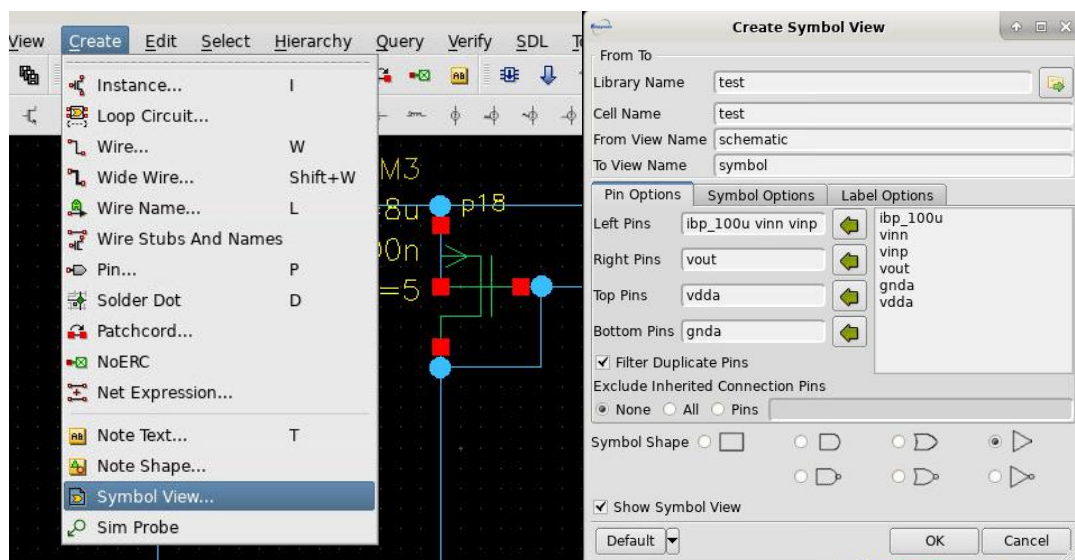 View Create Edit Select Hierarchy Query Verify SDL
Instance... I
Loop Circuit...
Wire... W
Wide Wire... Shift+W
Wire Name... L
Wire Stubs And Names
Pin... P
Solder Dot D
Patchcord...
NoERC
Net Expression...
Note Text... T
Note Shape...
Symbol View...
Sim Probe
AB
M3
8u p18
00n
=5
Create Symbol View
From To
Library Name test
Cell Name test
From View Name schematic
To View Name symbol
Pin Options Symbol Options Label Options
Left Pins ibp_100u vinn vinp
Right Pins vout
Top Pins vdda
Bottom Pins gnda
ibp_100u
vinn
vinp
vout
gnda
vdda
Filter Duplicate Pins
Exclude Inherited Connection Pins
None All Pins
Symbol Shape
Show Symbol View
Default OK Cancel